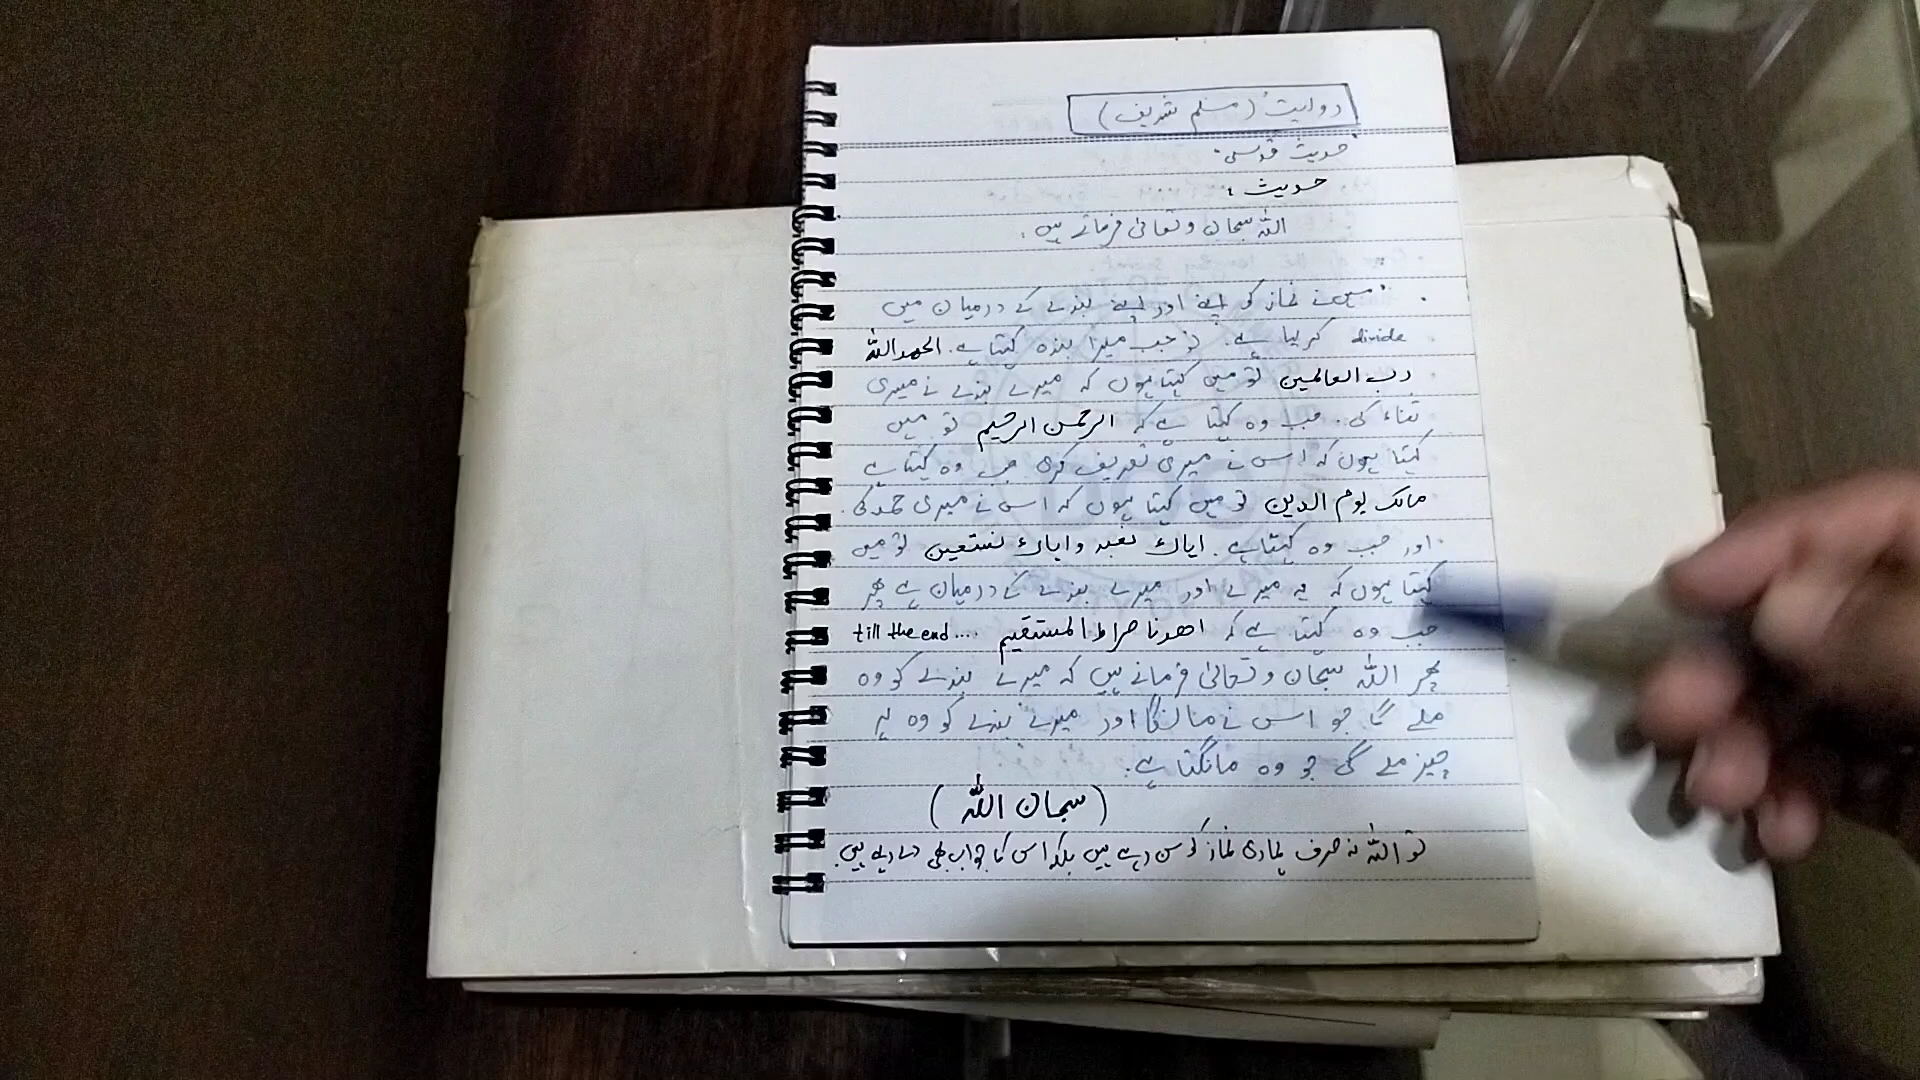 روایت (مسلم شریف)
حدیث قدسی
حدیث :
اللہ سبحان و تعالیٰ فرماتے ہیں :
"میں نے نماز کو اپنے اور اپنے بندے کے درمیان میں
divide کر لیا ہے۔ تو جب میرا بندہ کہتا ہے۔ الحمداللہ
رب العالمین تو میں کہتا ہوں کہ میرے بندے نے میری
ثناء کی۔ جب وہ کہتا ہے کہ الرحمن الرحیم تو میں
کہتا ہوں کہ اس نے میری تعریف کری جب وہ کہتا ہے
مالک یوم الدین تو میں کہتا ہوں کہ اس نے میری حمد کی۔
اور جب وہ کہتا ہے۔ ایاک نعبد وایاک نستعین تو میں
کہتا ہوں کہ یہ میرے اور میرے بندے کے درمیان ہے پھر
جب وہ کہتا ہے کہ اھدنا صراط المستقیم .... till the end
پھر اللہ سبحان و تعالیٰ فرماتے ہیں کہ میرے بندے کو وہ
ملے گا جو اس نے مانگا اور میرے بندے کو وہ ہر
چیز ملے گی جو وہ مانگتا ہے۔
(سبحان اللہ)
تو اللہ نہ صرف ہماری نماز کو سن رہے ہیں بلکہ اس کا جواب بھی دے رہے ہیں۔